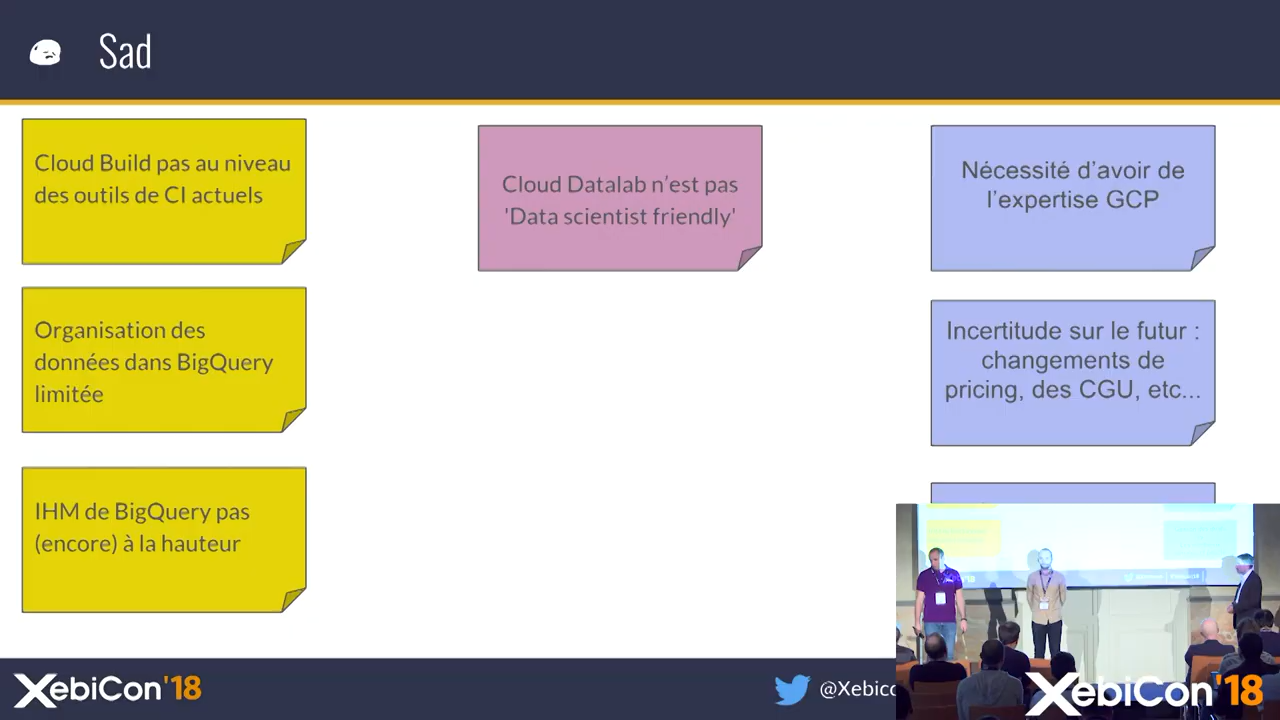 Sad
Cloud Build pas au niveau
des outils de CI actuels
Organisation des
données dans BigQuery
limitée
IHM de BigQuery pas
(encore) à la hauteur
Cloud Datalab n’est pas
'Data scientist friendly'
Nécessité d’avoir de
l’expertise GCP
Incertitude sur le futur :
changements de
pricing, des CGU, etc...
XebiCon'18
XebiCon'18